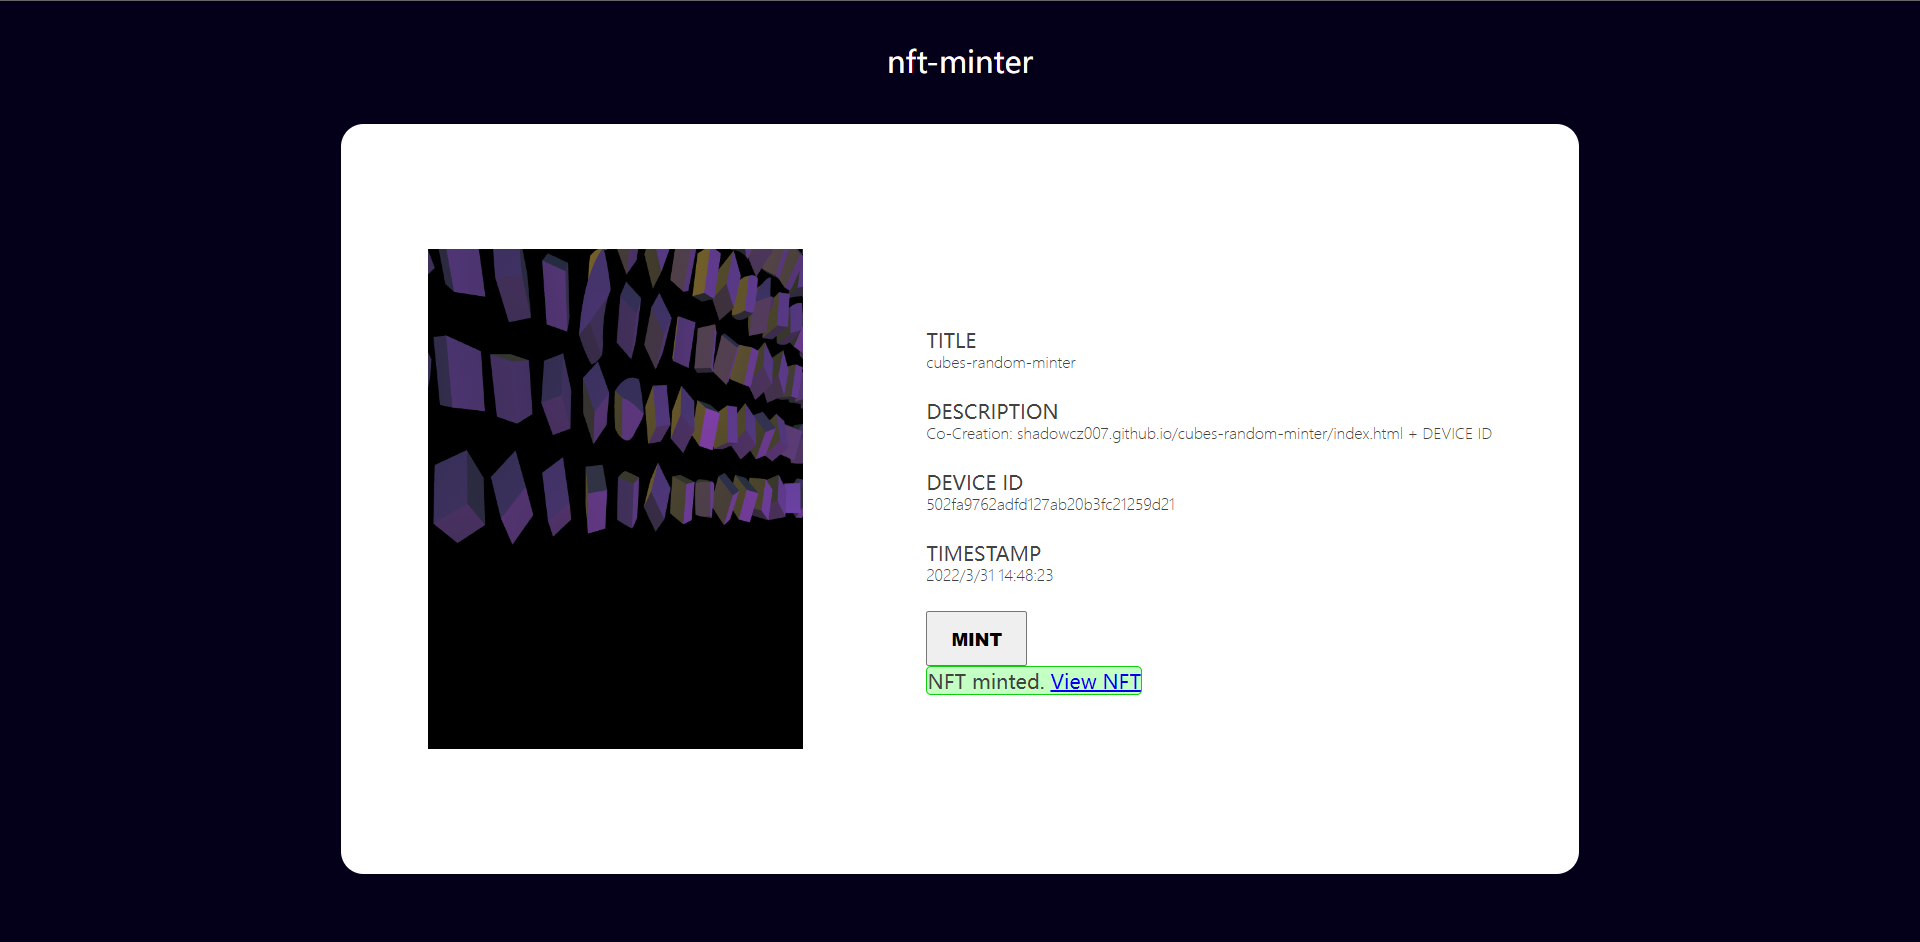 nft-minter
TITLE
cubes-random-minter
DESCRIPTION
Co-Creation: shadowcz007.github.io/cubes-random-minter/index.html + DEVICE ID
DEVICE ID
502fa9762adfd127ab20b3fc21259d21
TIMESTAMP
2022/3/31 14:48:23
MINT
NFT minted. View NFT